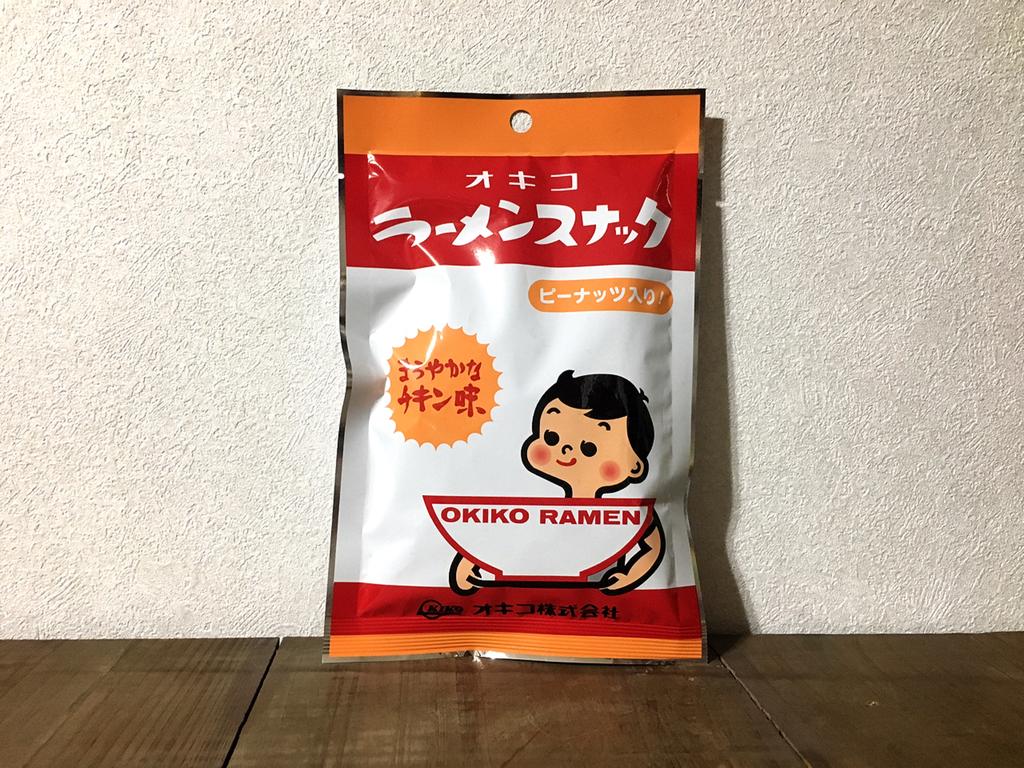 オキコ
ラーメンスナック
ピーナッツ入り!
まろやかな
チキン味
OKIKO RAMEN
OKIKO オキコ株式会社